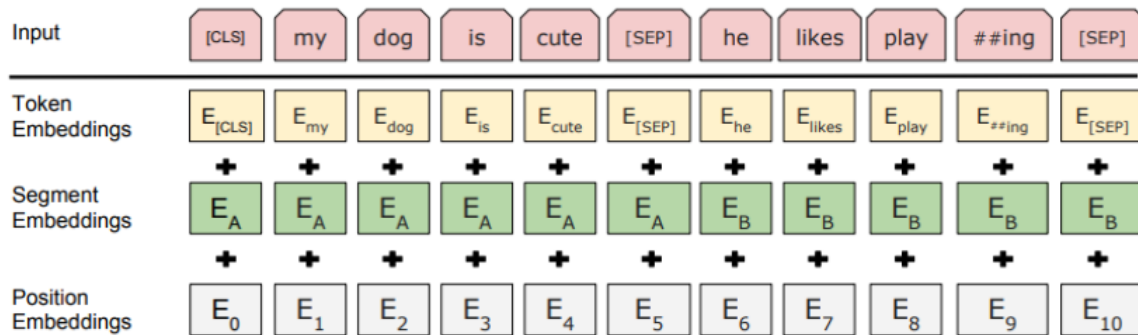 Input [CLS] my dog is cute [SEP] he likes play ##ing [SEP]
Token Embeddings E[CLS] Emy Edog Eis Ecute E[SEP] Ehe Elikes Eplay E##ing E[SEP]
+ + + + + + + + + + +
Segment Embeddings EA EA EA EA EA EA EB EB EB EB EB
+ + + + + + + + + + +
Position Embeddings E0 E1 E2 E3 E4 E5 E6 E7 E8 E9 E10